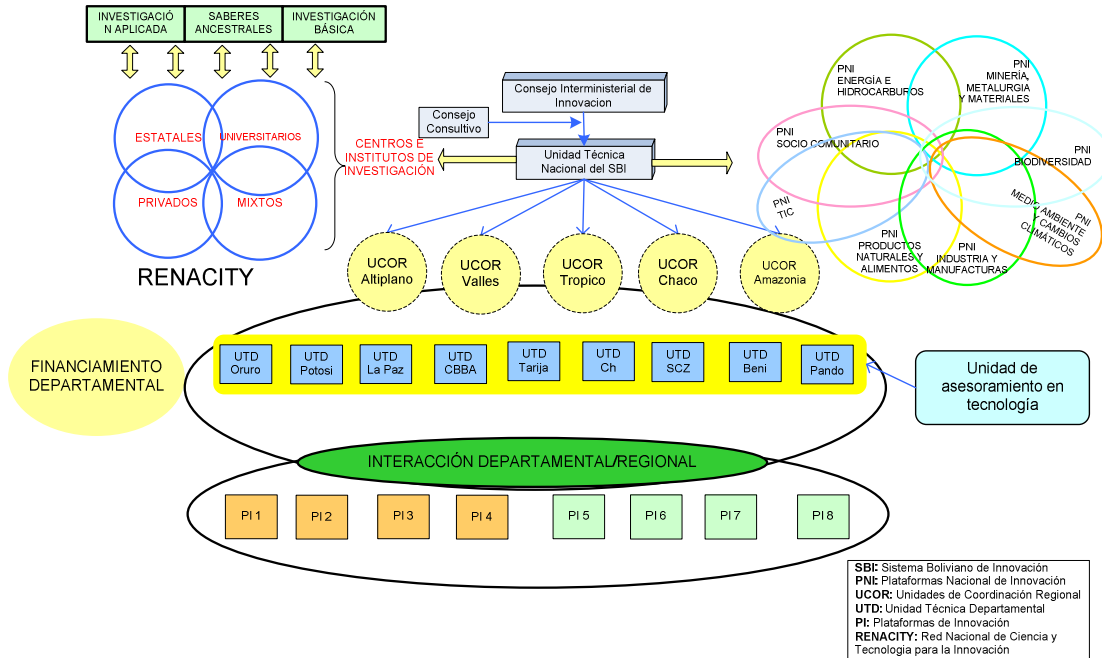 INVESTIGACIÓ
N APLICADA
SABERES
ANCESTRALES
INVESTIGACIÓN
BÁSICA
ESTATALES
UNIVERSITARIOS
PRIVADOS
MIXTOS
RENACITY
CENTROS E
INSTITUTOS DE
INVESTIGACIÓN
Consejo Interministerial de
Innovacion
Consejo
Consultivo
Unidad Técnica
Nacional del SBI
PNI
ENERGÍA E
HIDROCARBUROS
PNI
MINERÍA,
METALURGIA
Y MATERIALES
PNI
SOCIO COMUNITARIO
PNI
BIODIVERSIDAD
PNI
TIC
PNI
MEDIO AMBIENTE
Y CAMBIOS
CLIMÁTICOS
PNI
PRODUCTOS
NATURALES Y
ALIMENTOS
PNI
INDUSTRIA Y
MANUFACTURAS
UCOR
Altiplano
UCOR
Valles
UCOR
Tropico
UCOR
Chaco
UCOR
Amazonia
FINANCIAMIENTO
DEPARTAMENTAL
UTD
Oruro
UTD
Potosi
UTD
La Paz
UTD
CBBA
UTD
Tarija
UTD
Ch
UTD
SCZ
UTD
Beni
UTD
Pando
Unidad de
asesoramiento en
tecnología
INTERACCIÓN DEPARTAMENTAL/REGIONAL
PI 1
PI 2
PI 3
PI 4
PI 5
PI 6
PI 7
PI 8
SBI: Sistema Boliviano de Innovación
PNI: Plataformas Nacional de Innovación
UCOR: Unidades de Coordinación Regional
UTD: Unidad Técnica Departamental
PI: Plataformas de Innovación
RENACITY: Red Nacional de Ciencia y
Tecnologia para la Innovación